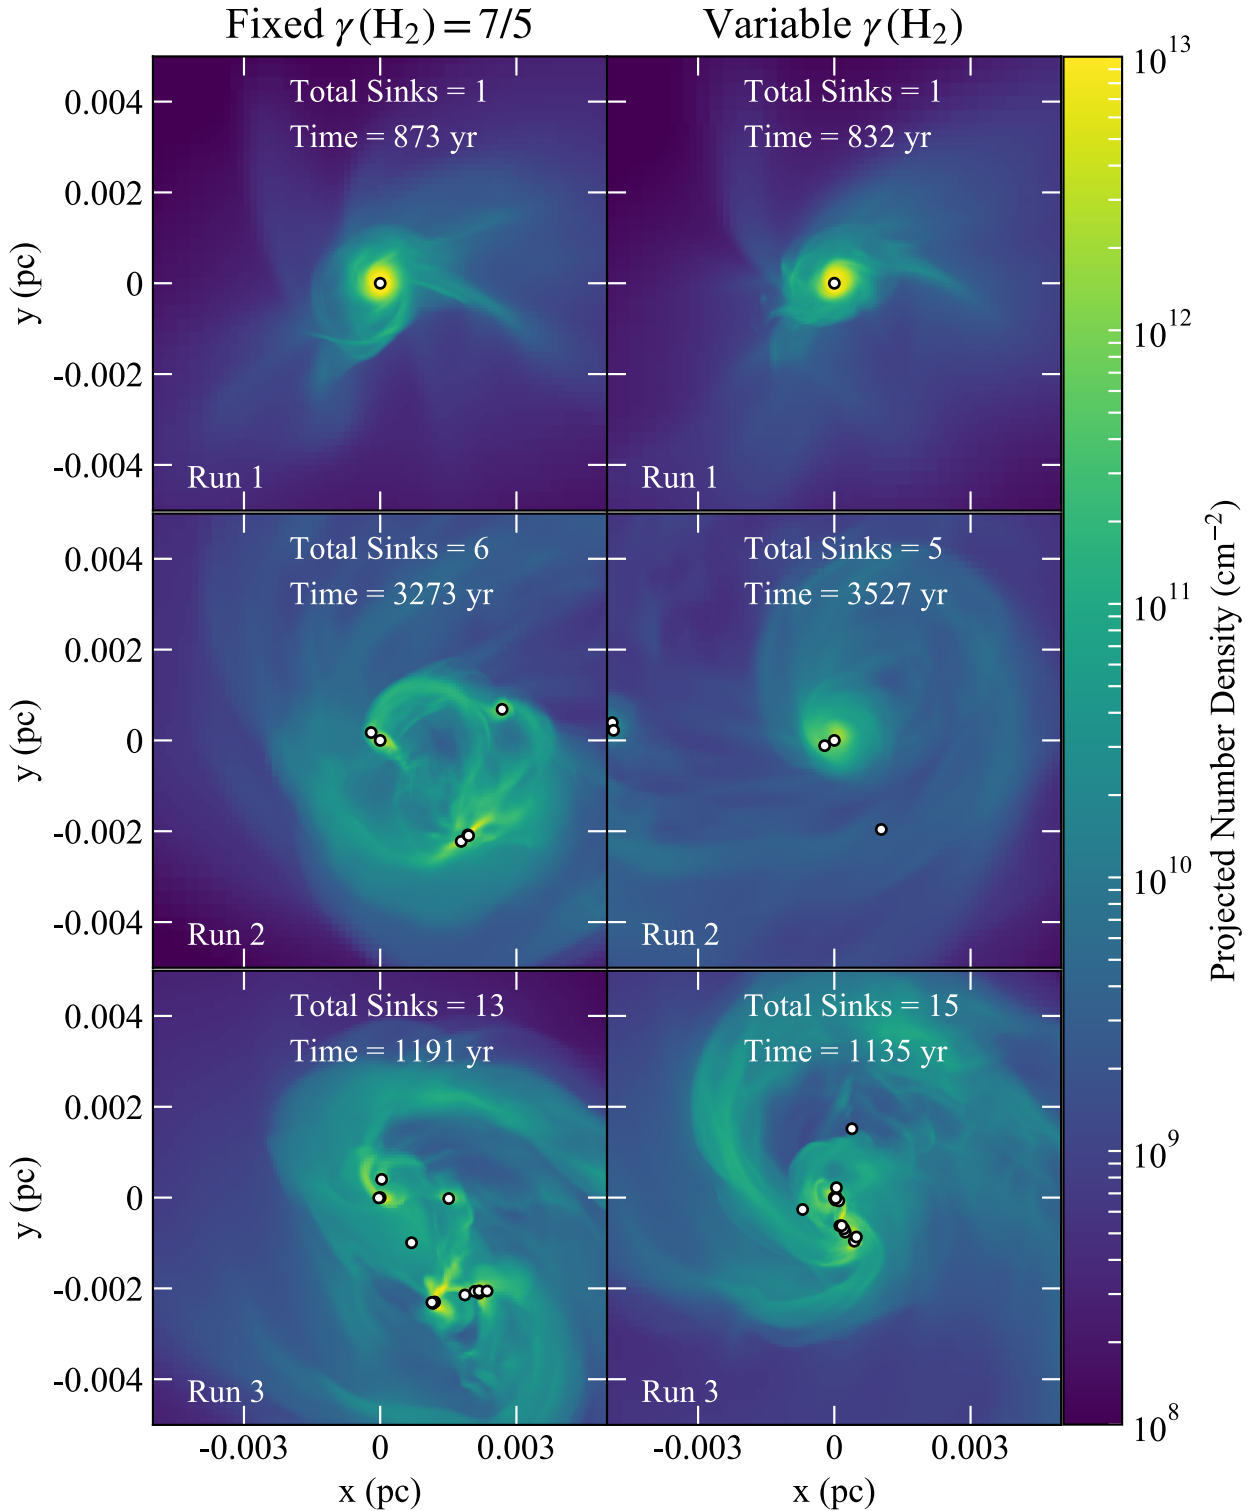 Fixed γ(H₂) = 7/5
Variable γ(H₂)
Total Sinks = 1
Time = 873 yr
Run 1
Total Sinks = 1
Time = 832 yr
Run 1
0.004
0.002
0
-0.002
-0.004
y (pc)
Total Sinks = 6
Time = 3273 yr
Run 2
Total Sinks = 5
Time = 3527 yr
Run 2
0.004
0.002
0
-0.002
-0.004
y (pc)
Total Sinks = 13
Time = 1191 yr
Run 3
Total Sinks = 15
Time = 1135 yr
Run 3
0.004
0.002
0
-0.002
-0.004
y (pc)
-0.003 0 0.003
x (pc)
-0.003 0 0.003
x (pc)
10¹³
10¹²
10¹¹
10¹⁰
10⁹
10⁸
Projected Number Density (cm⁻²)